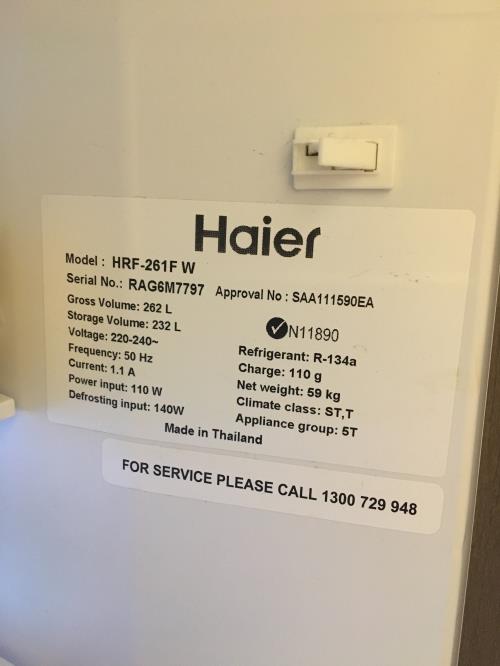 Haier
Model : HRF-261F W
Serial No.: RAG6M7797 Approval No : SAA111590EA
Gross Volume: 262 L
Storage Volume: 232 L
Voltage: 220-240~
Frequency: 50 Hz
Current: 1.1 A
Power input: 110 W
Defrosting input: 140W
N11890
Refrigerant: R-134a
Charge: 110 g
Net weight: 59 kg
Climate class: ST,T
Appliance group: 5T
Made in Thailand
FOR SERVICE PLEASE CALL 1300 729 948